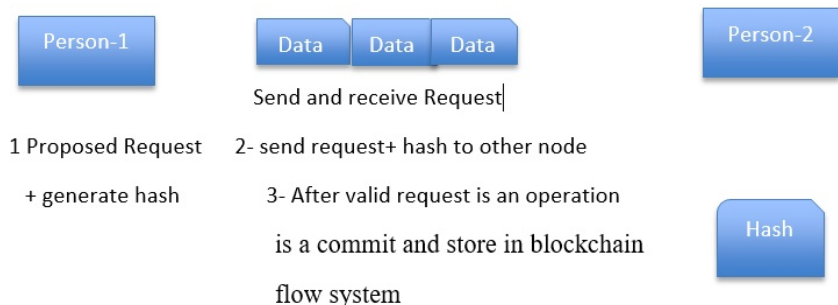 Person-1
Data Data Data
Person-2
Send and receive Request
1 Proposed Request 2- send request+ hash to other node
+ generate hash 3- After valid request is an operation
is a commit and store in blockchain
Hash
flow system